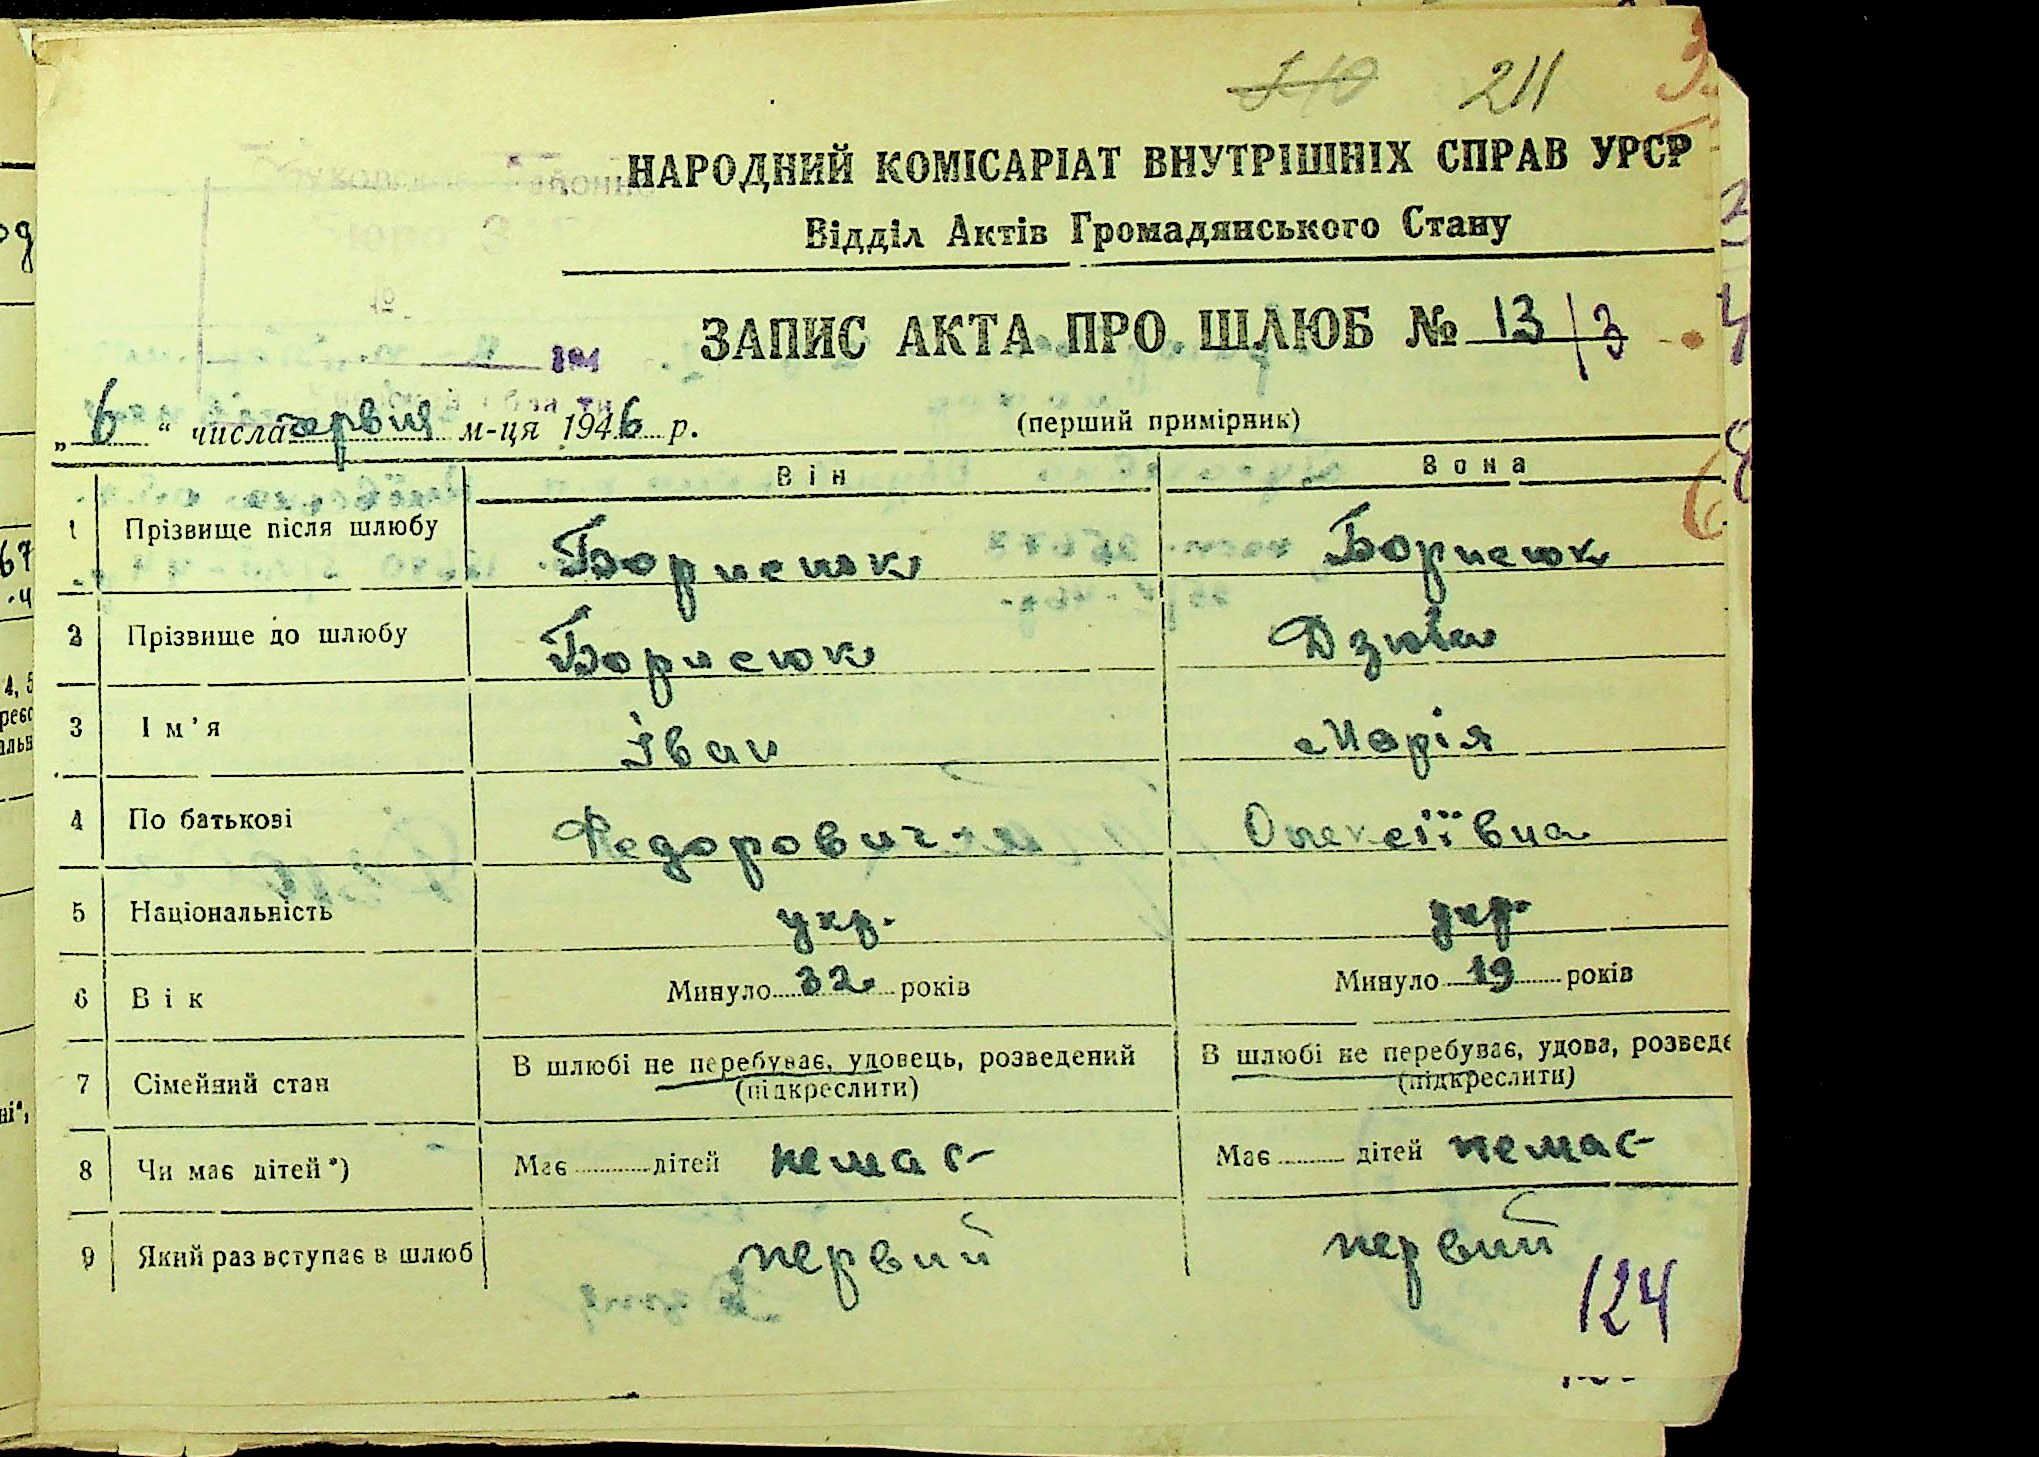 510 211
НАРОДНИЙ КОМІСАРІАТ ВНУТРІШНІХ СПРАВ УРСР
Відділ Актів Громадянського Стану
ЗАПИС АКТА ПРО ШЛЮБ № 13/3
„ 6 “ числа червня м-ця 1946 р. (перший примірник)
Він Вона
1 Прізвище після шлюбу Борисюк Борисюк
2 Прізвище до шлюбу Борисюк Дзюба
3 Ім’я Іван Марія
4 По батькові Федорович Олексіївна
5 Національність укр. укр.
6 Вік Минуло 32 років Минуло 19 років
7 Сімейний стан В шлюбі не перебуває, удовець, розведений В шлюбі не перебуває, удова, розведе
(підкреслити) (підкреслити)
8 Чи має дітей*) Має дітей немає Має дітей немає
9 Який раз вступає в шлюб первий первий
124